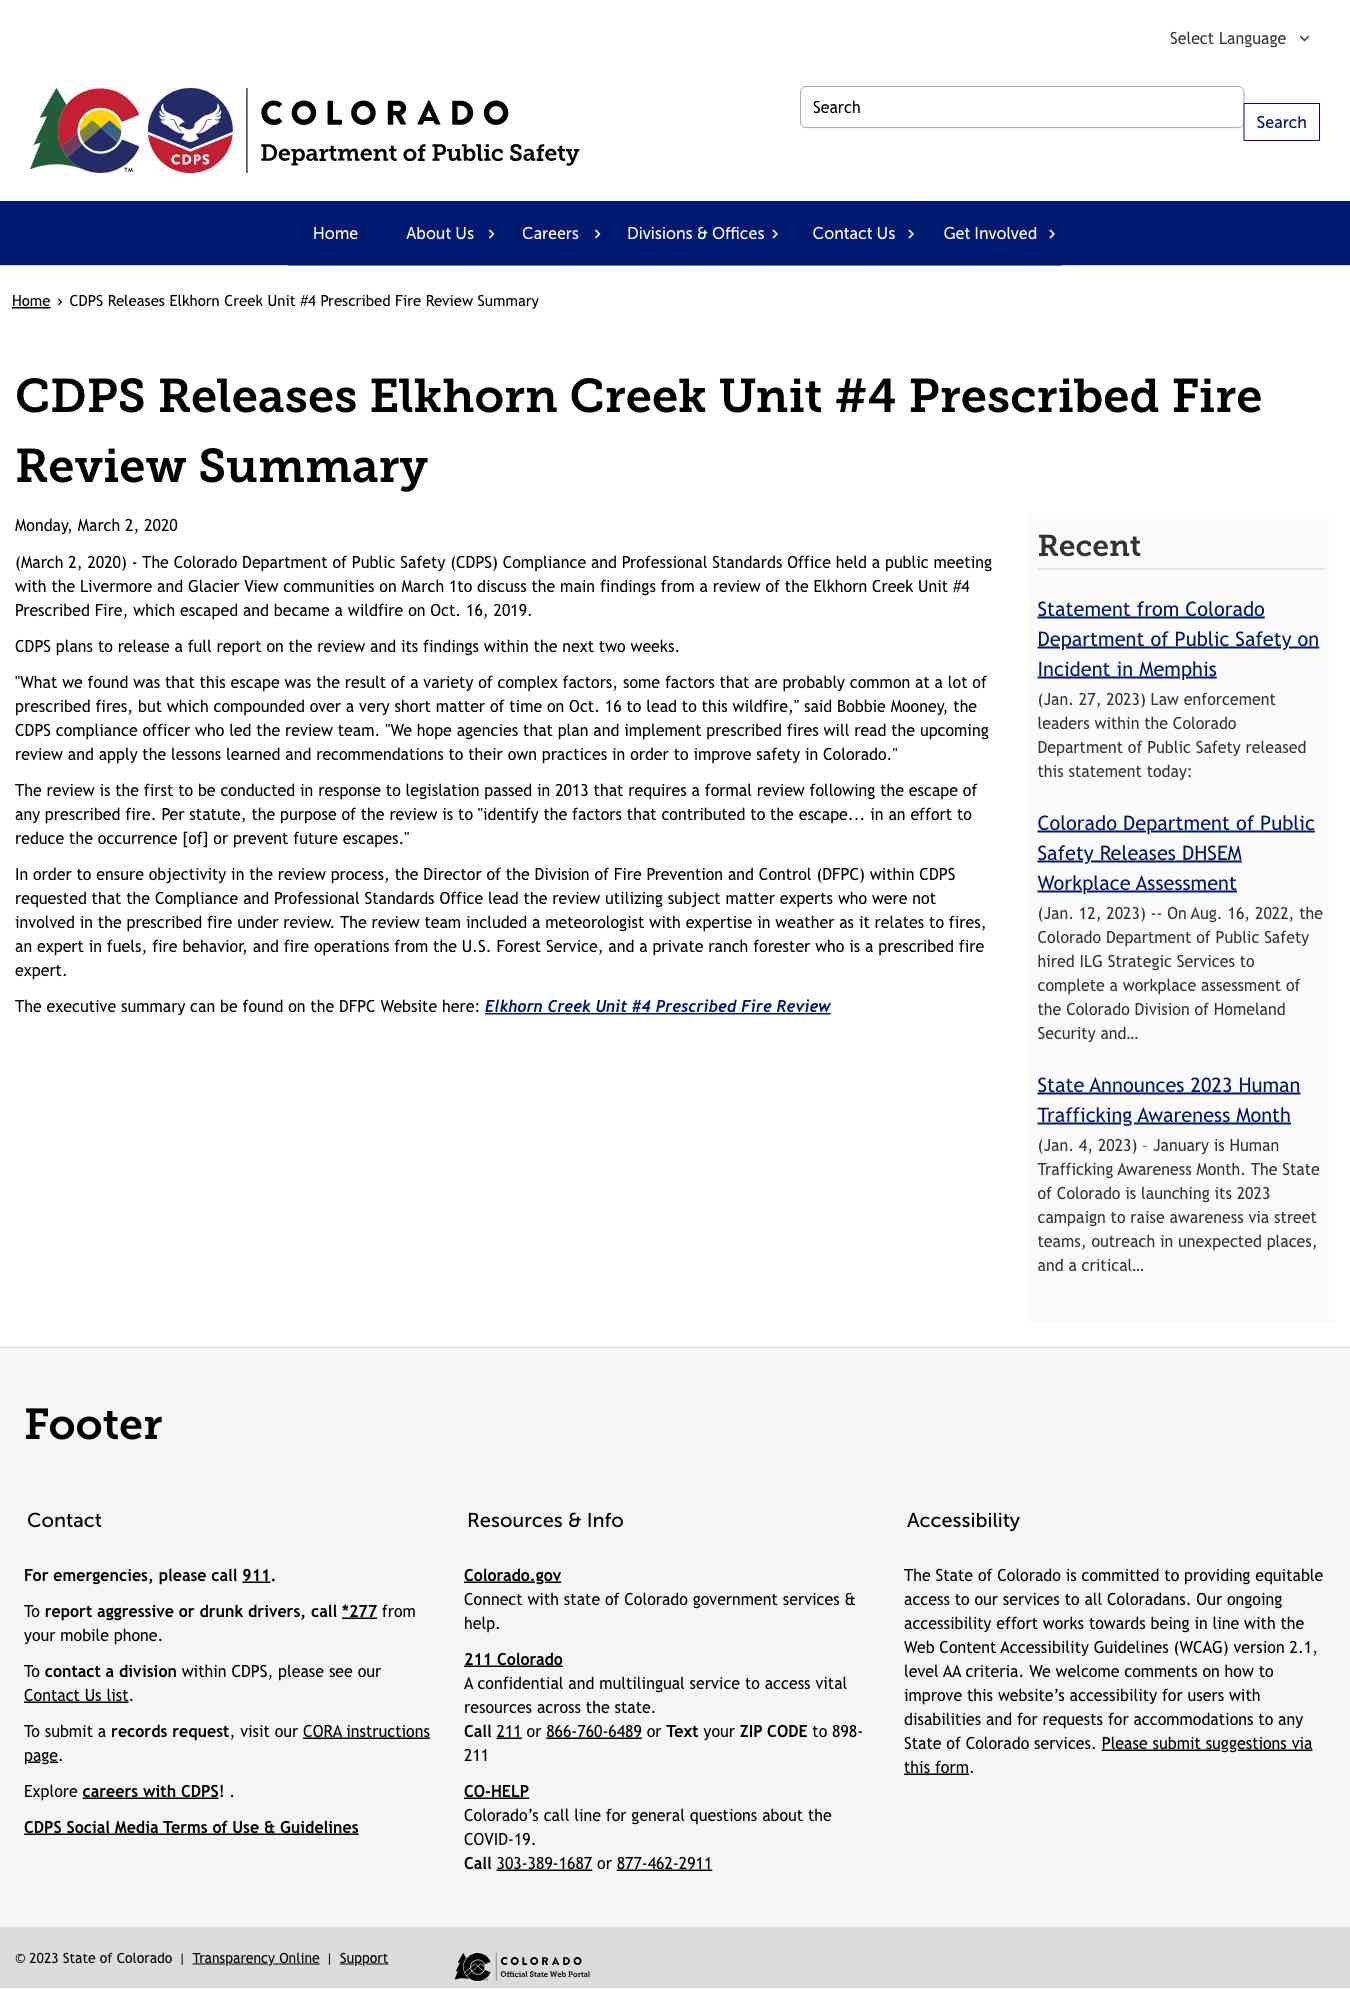 Select Language
CDPS
TM
COLORADO
Department of Public Safety
Search
Search
Home
About Us
Careers
Divisions & Offices
Contact Us
Get Involved
Home › CDPS Releases Elkhorn Creek Unit #4 Prescribed Fire Review Summary
CDPS Releases Elkhorn Creek Unit #4 Prescribed Fire
Review Summary
Monday, March 2, 2020
(March 2, 2020) - The Colorado Department of Public Safety (CDPS) Compliance and Professional Standards Office held a public meeting
with the Livermore and Glacier View communities on March 1to discuss the main findings from a review of the Elkhorn Creek Unit #4
Prescribed Fire, which escaped and became a wildfire on Oct. 16, 2019.
CDPS plans to release a full report on the review and its findings within the next two weeks.
"What we found was that this escape was the result of a variety of complex factors, some factors that are probably common at a lot of
prescribed fires, but which compounded over a very short matter of time on Oct. 16 to lead to this wildfire," said Bobbie Mooney, the
CDPS compliance officer who led the review team. "We hope agencies that plan and implement prescribed fires will read the upcoming
review and apply the lessons learned and recommendations to their own practices in order to improve safety in Colorado."
The review is the first to be conducted in response to legislation passed in 2013 that requires a formal review following the escape of
any prescribed fire. Per statute, the purpose of the review is to "identify the factors that contributed to the escape... in an effort to
reduce the occurrence [of] or prevent future escapes."
In order to ensure objectivity in the review process, the Director of the Division of Fire Prevention and Control (DFPC) within CDPS
requested that the Compliance and Professional Standards Office lead the review utilizing subject matter experts who were not
involved in the prescribed fire under review. The review team included a meteorologist with expertise in weather as it relates to fires,
an expert in fuels, fire behavior, and fire operations from the U.S. Forest Service, and a private ranch forester who is a prescribed fire
expert.
The executive summary can be found on the DFPC Website here: Elkhorn Creek Unit #4 Prescribed Fire Review
Recent
Statement from Colorado
Department of Public Safety on
Incident in Memphis
(Jan. 27, 2023) Law enforcement
leaders within the Colorado
Department of Public Safety released
this statement today:
Colorado Department of Public
Safety Releases DHSEM
Workplace Assessment
(Jan. 12, 2023) -- On Aug. 16, 2022, the
Colorado Department of Public Safety
hired ILG Strategic Services to
complete a workplace assessment of
the Colorado Division of Homeland
Security and…
State Announces 2023 Human
Trafficking Awareness Month
(Jan. 4, 2023) – January is Human
Trafficking Awareness Month. The State
of Colorado is launching its 2023
campaign to raise awareness via street
teams, outreach in unexpected places,
and a critical…
Footer
Contact
For emergencies, please call 911.
To report aggressive or drunk drivers, call *277 from
your mobile phone.
To contact a division within CDPS, please see our
Contact Us list.
To submit a records request, visit our CORA instructions
page.
Explore careers with CDPS! .
CDPS Social Media Terms of Use & Guidelines
Resources & Info
Colorado.gov
Connect with state of Colorado government services &
help.
211 Colorado
A confidential and multilingual service to access vital
resources across the state.
Call 211 or 866-760-6489 or Text your ZIP CODE to 898-
211
CO-HELP
Colorado’s call line for general questions about the
COVID-19.
Call 303-389-1687 or 877-462-2911
Accessibility
The State of Colorado is committed to providing equitable
access to our services to all Coloradans. Our ongoing
accessibility effort works towards being in line with the
Web Content Accessibility Guidelines (WCAG) version 2.1,
level AA criteria. We welcome comments on how to
improve this website’s accessibility for users with
disabilities and for requests for accommodations to any
State of Colorado services. Please submit suggestions via
this form.
© 2023 State of Colorado | Transparency Online | Support
COLORADO
Official State Web Portal